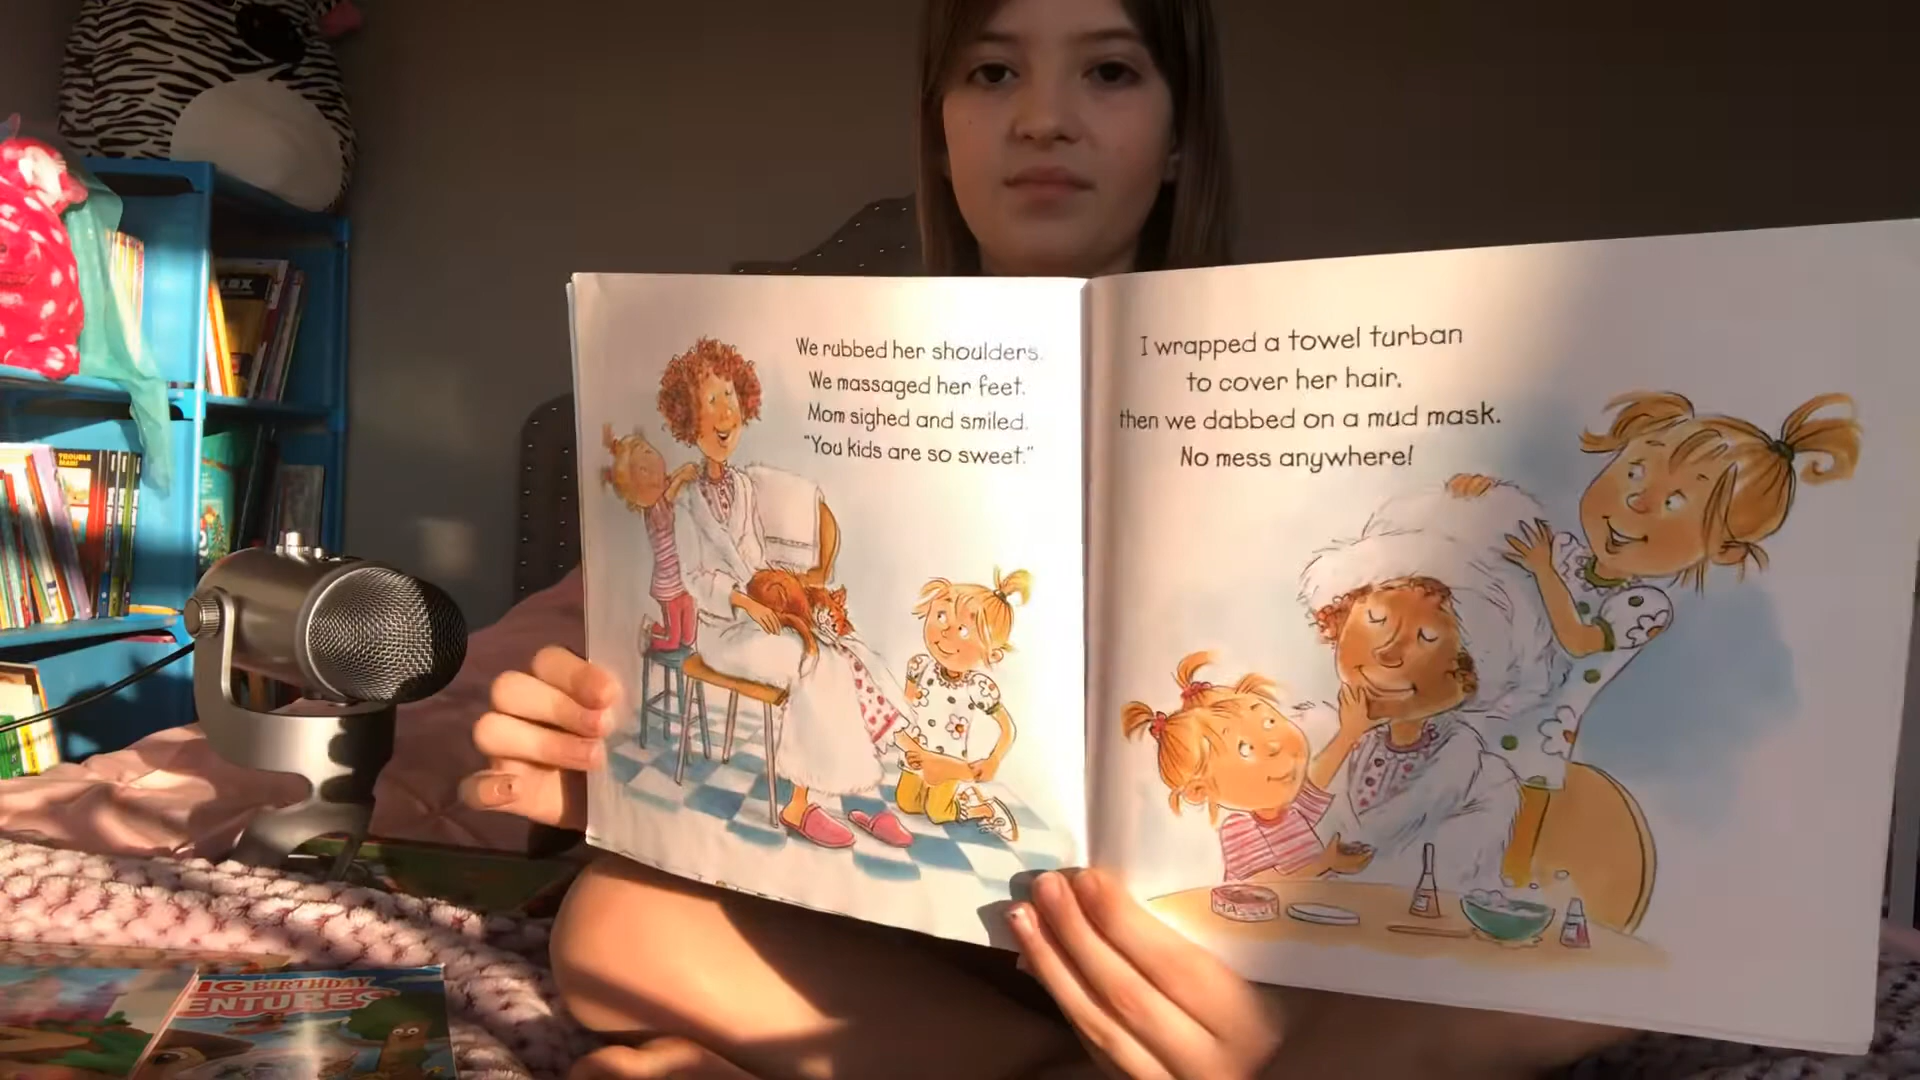 We rubbed her shoulders.
We massaged her feet.
Mom sighed and smiled.
"You kids are so sweet."
I wrapped a towel turban
to cover her hair,
then we dabbed on a mud mask.
No mess anywhere!
TROUBLE
BIRTHDAY
ENTURES